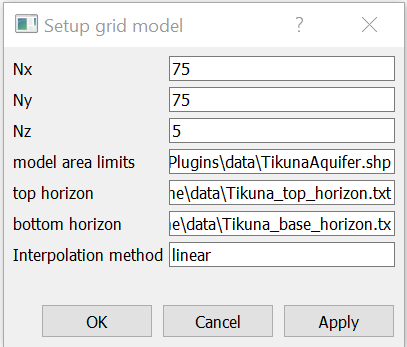 Setup grid model ?
Nx 75
Ny 75
Nz 5
model area limits Plugins\data\TikunaAquifer.shp
top horizon ne\data\Tikuna_top_horizon.txt
bottom horizon e\data\Tikuna_base_horizon.tx
Interpolation method linear
OK Cancel Apply